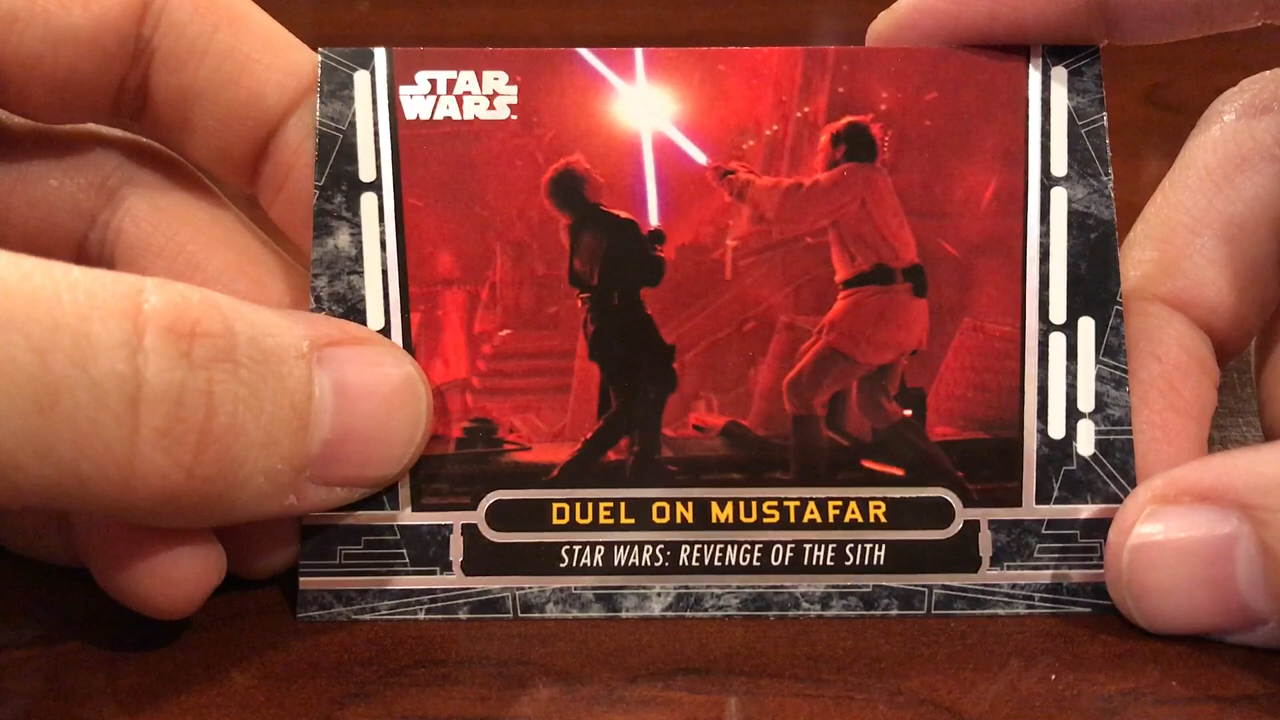 STAR
WARS
DUEL ON MUSTAFAR
STAR WARS: REVENGE OF THE SITH